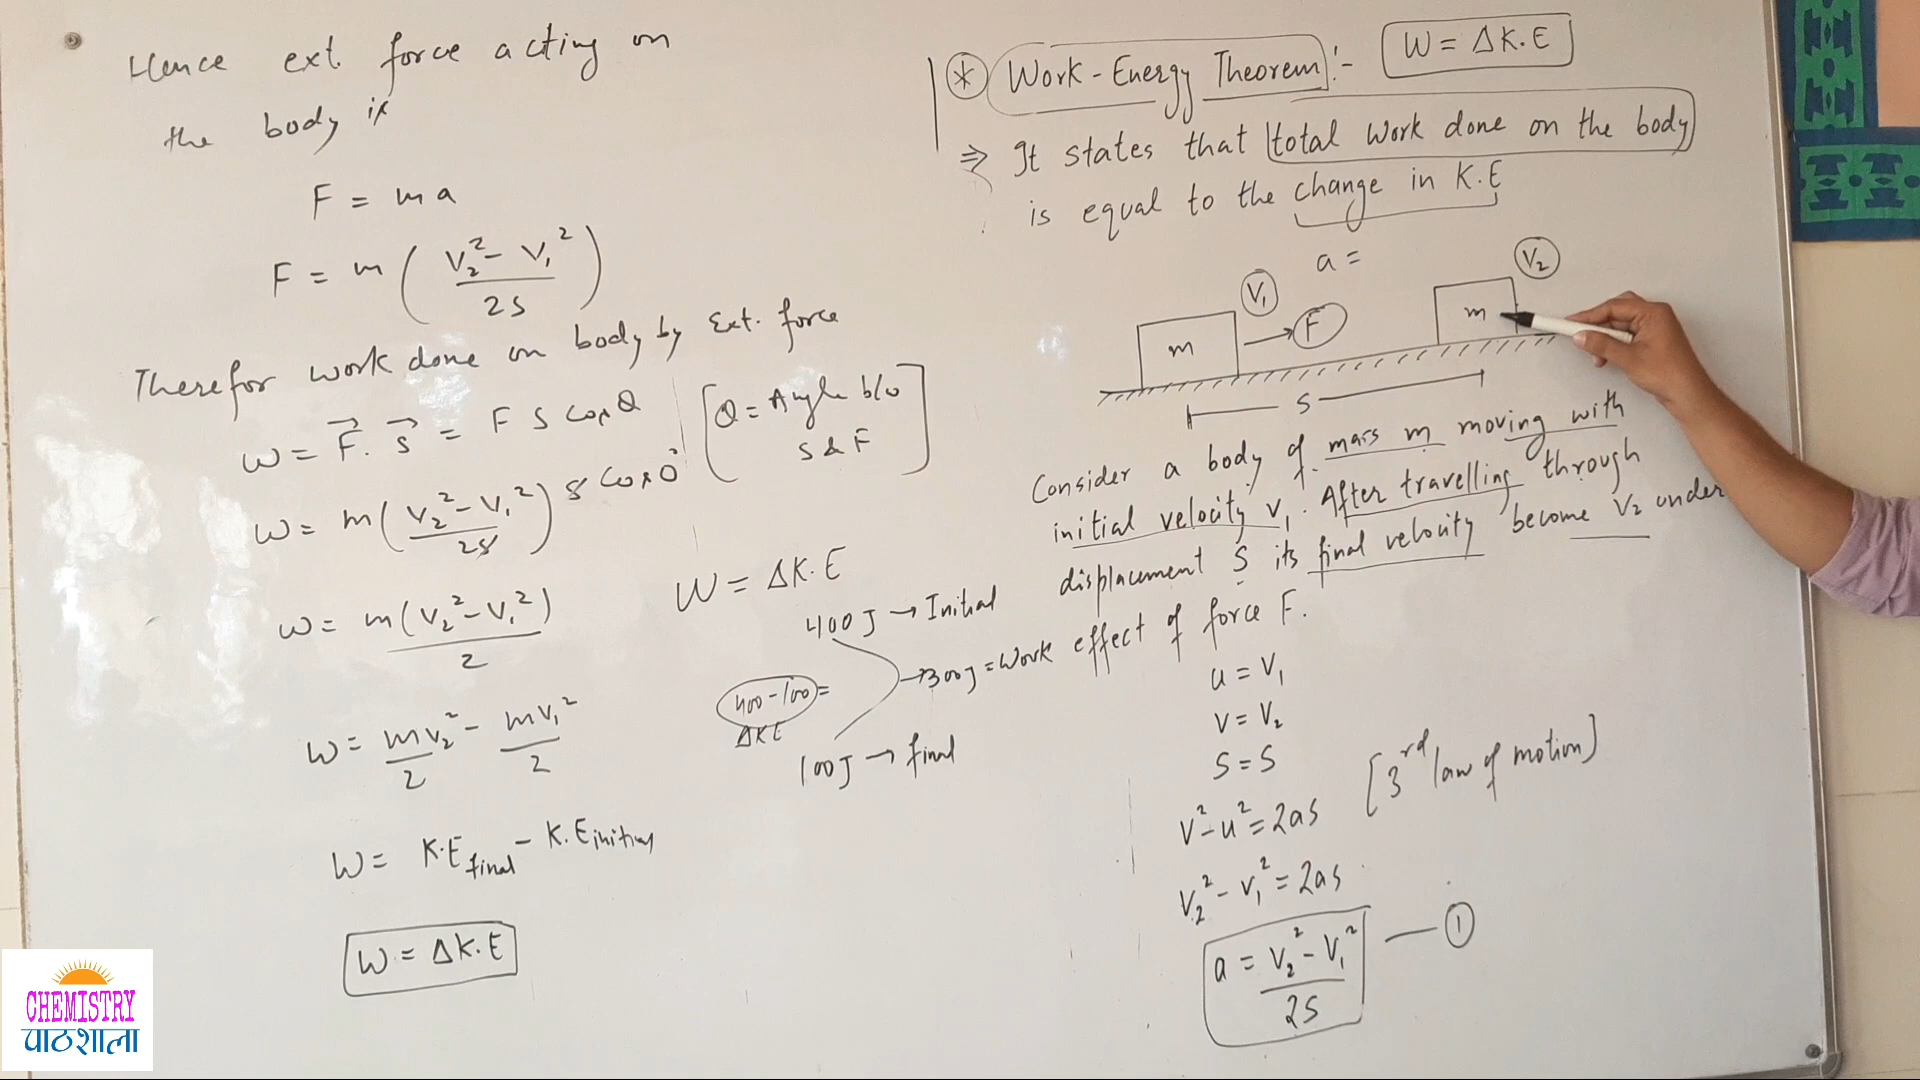 Hence ext. force acting on
the body is
F = ma
F = m ( V₂² - V₁² / 2S )
Therefor work done on body by Ext. force
W = F⃗ . S⃗ = F S Cos θ [ θ = Angle b/w S & F ]
W = m ( V₂² - V₁² / 2S ) S Cos 0°
W = m(V₂² - V₁²) / 2
W = mV₂² / 2 - mV₁² / 2
W = K.E final - K.E initial
W = ΔK.E
W = ΔK.E
400J → Initial
→ 300J = Work
400-100 =
ΔKE
100J → final
* Work-Energy Theorem :- W = ΔK.E
⇒ It states that total work done on the body
is equal to the change in K.E
a =
V₁
V₂
m
F
m
S
Consider a body of mass m moving with
initial velocity V₁. After travelling through
displacement S its final velocity become V₂ under
effect of force F.
u = V₁
V = V₂
S = S
V² - u² = 2as [3rd law of motion]
V₂² - V₁² = 2as
a = V₂² - V₁² / 2S — ①
CHEMISTRY
पाठशाला